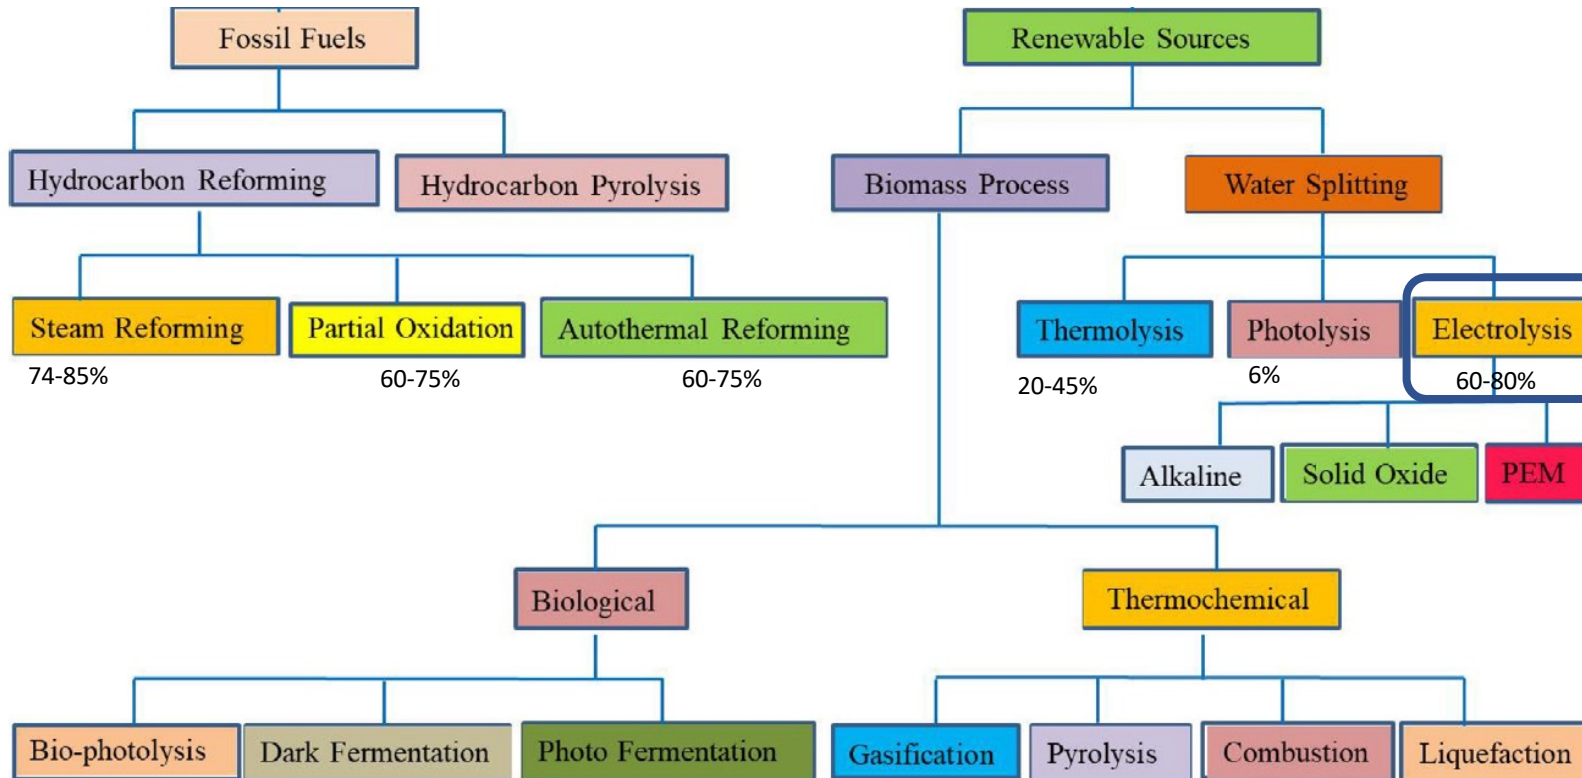 Fossil Fuels
Renewable Sources
Hydrocarbon Reforming
Hydrocarbon Pyrolysis
Biomass Process
Water Splitting
Steam Reforming
Partial Oxidation
Autothermal Reforming
Thermolysis
Photolysis
Electrolysis
74-85%
60-75%
60-75%
20-45%
6%
60-80%
Alkaline
Solid Oxide
PEM
Biological
Thermochemical
Bio-photolysis
Dark Fermentation
Photo Fermentation
Gasification
Pyrolysis
Combustion
Liquefaction